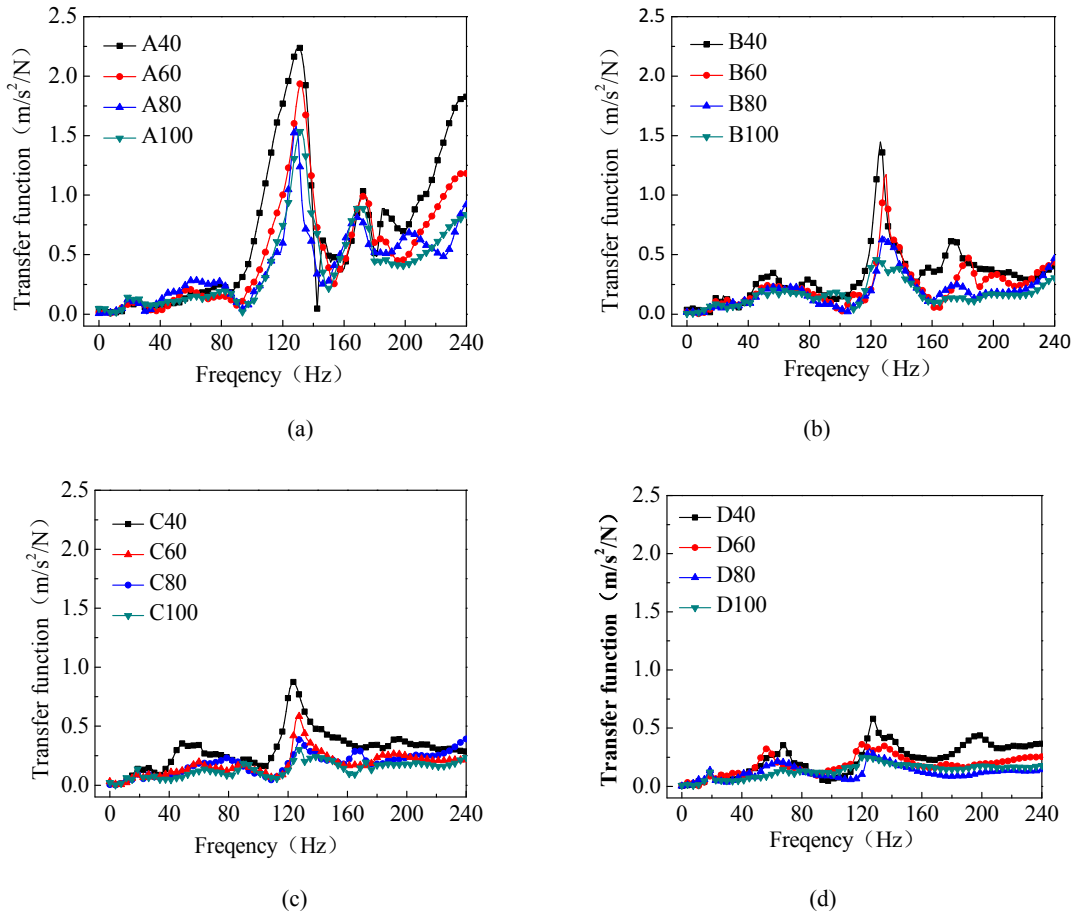 2.5
2.0
1.5
1.0
0.5
0.0
Transfer function（m/s²/N）
A40
A60
A80
A100
0 40 80 120 160 200 240
Freqency（Hz）
(a)
2.5
2.0
1.5
1.0
0.5
0.0
Transfer function（m/s²/N）
B40
B60
B80
B100
0 40 80 120 160 200 240
Freqency（Hz）
(b)
2.5
2.0
1.5
1.0
0.5
0.0
Transfer function（m/s²/N）
C40
C60
C80
C100
0 40 80 120 160 200 240
Freqency（Hz）
(c)
2.5
2.0
1.5
1.0
0.5
0.0
Transfer function（m/s²/N）
D40
D60
D80
D100
0 40 80 120 160 200 240
Freqency（Hz）
(d)